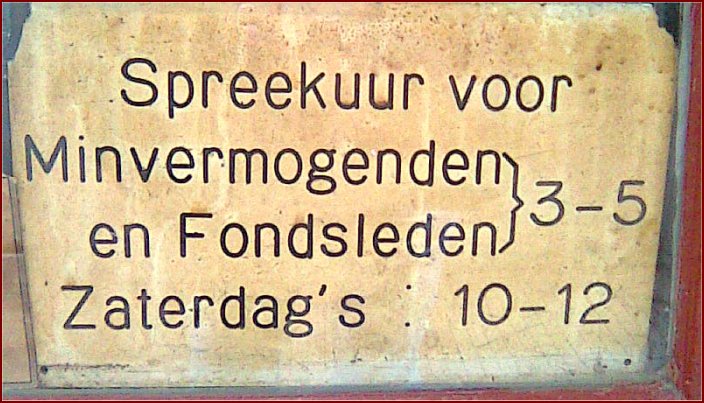 Spreekuur voor
Minvermogenden
en Fondsleden } 3-5
Zaterdag's : 10-12